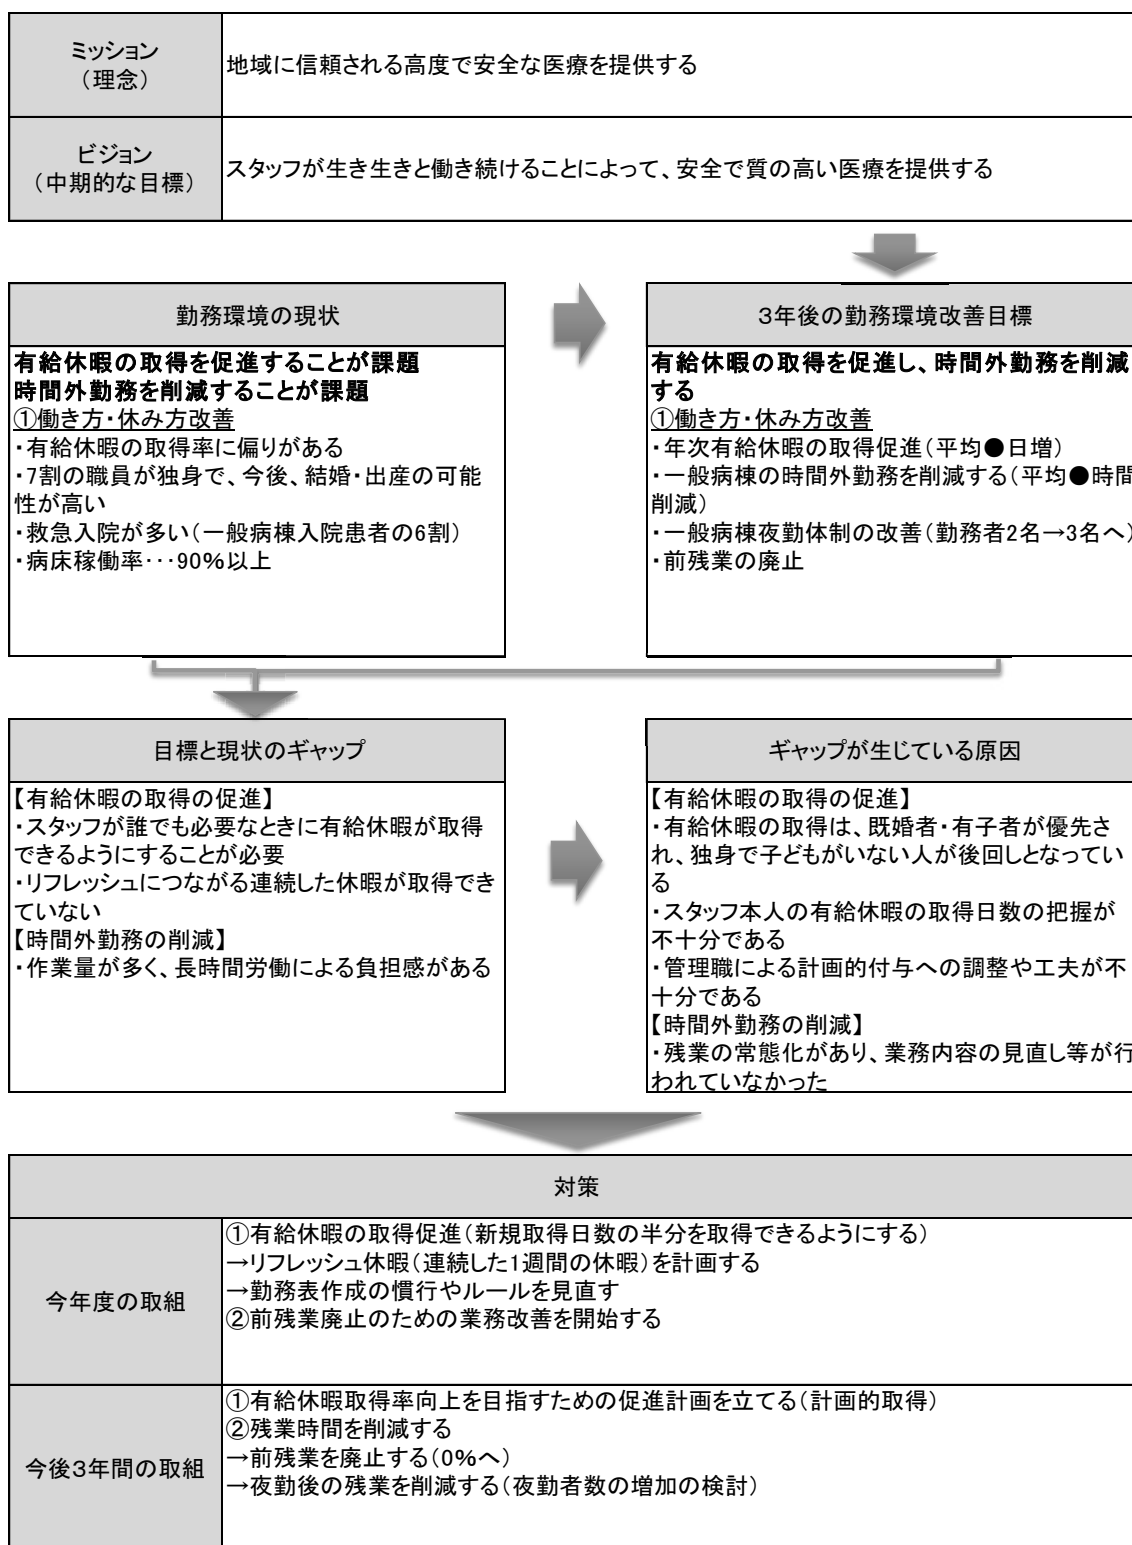 ミッション
（理念）
地域に信頼される高度で安全な医療を提供する
ビジョン
（中期的な目標）
スタッフが生き生きと働き続けることによって、安全で質の高い医療を提供する
勤務環境の現状
有給休暇の取得を促進することが課題
時間外勤務を削減することが課題
①働き方・休み方改善
・有給休暇の取得率に偏りがある
・7割の職員が独身で、今後、結婚・出産の可能
性が高い
・救急入院が多い（一般病棟入院患者の6割）
・病床稼働率･･･90%以上
3年後の勤務環境改善目標
有給休暇の取得を促進し、時間外勤務を削減
する
①働き方・休み方改善
・年次有給休暇の取得促進（平均●日増）
・一般病棟の時間外勤務を削減する（平均●時間
削減）
・一般病棟夜勤体制の改善（勤務者2名→3名へ）
・前残業の廃止
目標と現状のギャップ
【有給休暇の取得の促進】
・スタッフが誰でも必要なときに有給休暇が取得
できるようにすることが必要
・リフレッシュにつながる連続した休暇が取得でき
ていない
【時間外勤務の削減】
・作業量が多く、長時間労働による負担感がある
ギャップが生じている原因
【有給休暇の取得の促進】
・有給休暇の取得は、既婚者・有子者が優先さ
れ、独身で子どもがいない人が後回しとなってい
る
・スタッフ本人の有給休暇の取得日数の把握が
不十分である
・管理職による計画的付与への調整や工夫が不
十分である
【時間外勤務の削減】
・残業の常態化があり、業務内容の見直し等が行
われていなかった
対策
今年度の取組
①有給休暇の取得促進（新規取得日数の半分を取得できるようにする）
→リフレッシュ休暇（連続した1週間の休暇）を計画する
→勤務表作成の慣行やルールを見直す
②前残業廃止のための業務改善を開始する
今後3年間の取組
①有給休暇取得率向上を目指すための促進計画を立てる（計画的取得）
②残業時間を削減する
→前残業を廃止する（0%へ）
→夜勤後の残業を削減する（夜勤者数の増加の検討）